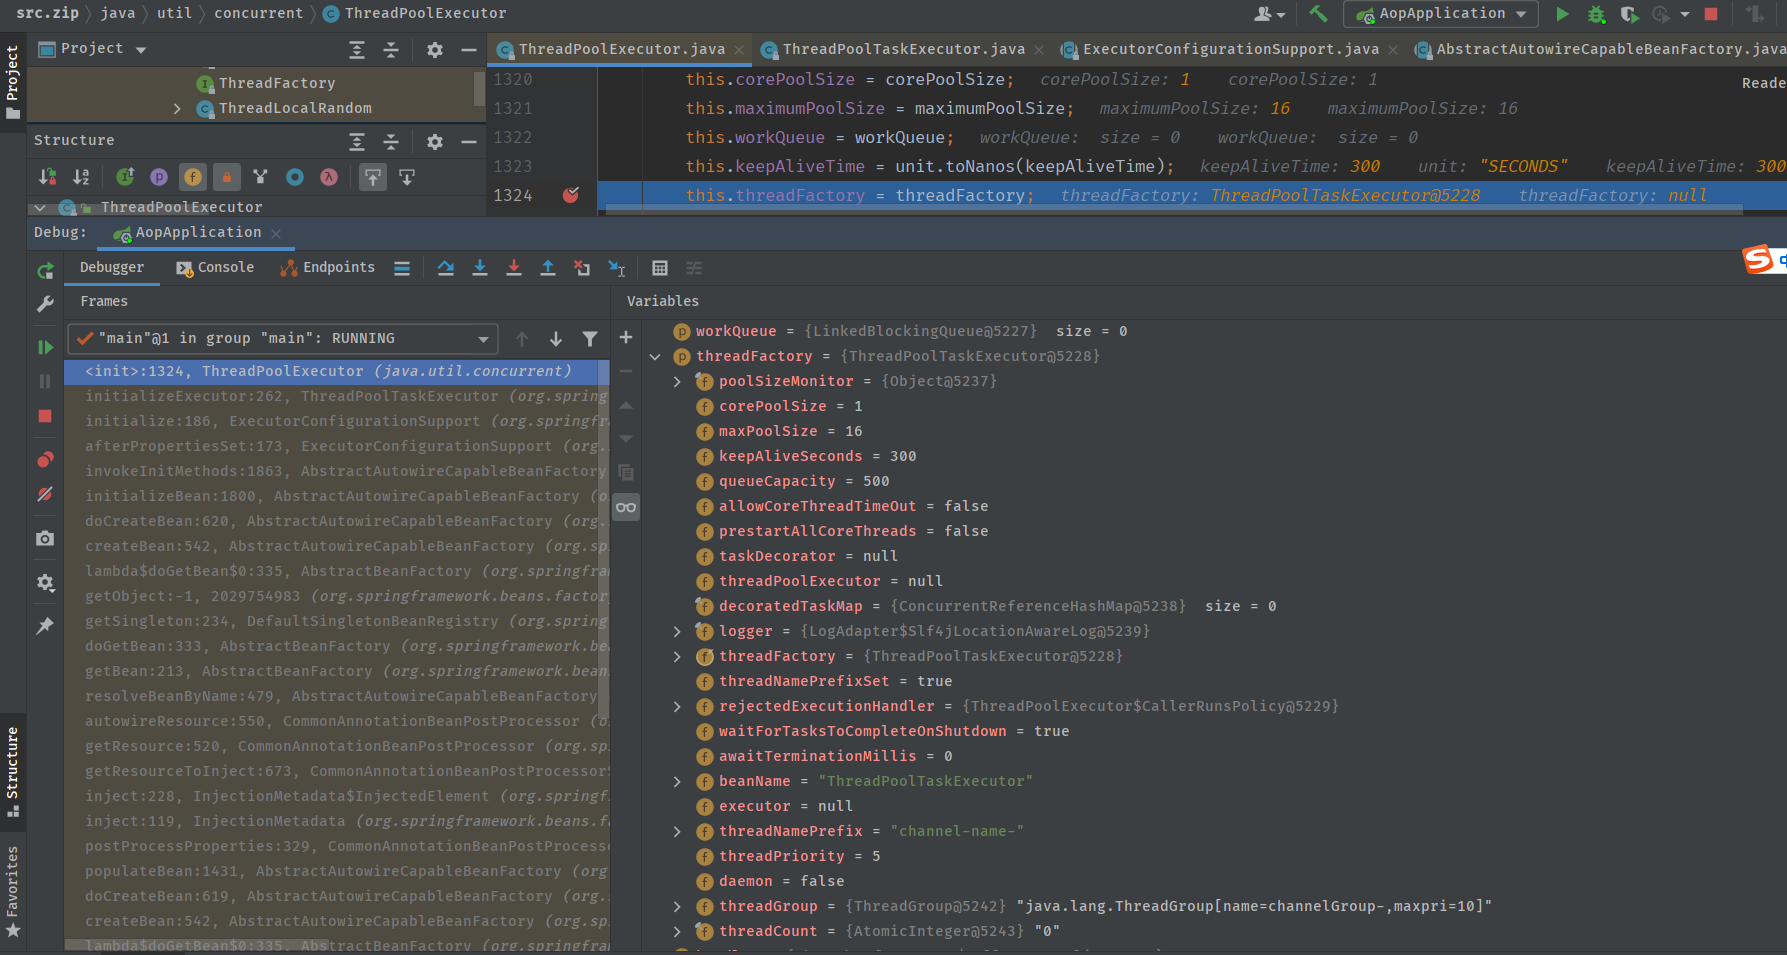 src.zip java util concurrent ThreadPoolExecutor
AopApplication
Project
Project
ThreadFactory
ThreadLocalRandom
Structure
ThreadPoolExecutor
ThreadPoolExecutor.java ThreadPoolTaskExecutor.java ExecutorConfigurationSupport.java AbstractAutowireCapableBeanFactory.java
1320 this.corePoolSize = corePoolSize; corePoolSize: 1 corePoolSize: 1
1321 this.maximumPoolSize = maximumPoolSize; maximumPoolSize: 16 maximumPoolSize: 16
1322 this.workQueue = workQueue; workQueue: size = 0 workQueue: size = 0
1323 this.keepAliveTime = unit.toNanos(keepAliveTime); keepAliveTime: 300 unit: "SECONDS" keepAliveTime: 300
1324 this.threadFactory = threadFactory; threadFactory: ThreadPoolTaskExecutor@5228 threadFactory: null
Reade
Debug: AopApplication
Debugger Console Endpoints
Frames
"main"@1 in group "main": RUNNING
<init>:1324, ThreadPoolExecutor (java.util.concurrent)
initializeExecutor:262, ThreadPoolTaskExecutor (org.spring
initialize:186, ExecutorConfigurationSupport (org.springfr
afterPropertiesSet:173, ExecutorConfigurationSupport (org.
invokeInitMethods:1863, AbstractAutowireCapableBeanFactory
initializeBean:1800, AbstractAutowireCapableBeanFactory (o
doCreateBean:620, AbstractAutowireCapableBeanFactory (org.
createBean:542, AbstractAutowireCapableBeanFactory (org.sp
lambda$doGetBean$0:335, AbstractBeanFactory (org.springfram
getObject:-1, 2029754983 (org.springframework.beans.factor
getSingleton:234, DefaultSingletonBeanRegistry (org.spring
doGetBean:333, AbstractBeanFactory (org.springframework.be
getBean:213, AbstractBeanFactory (org.springframework.bean
resolveBeanByName:479, AbstractAutowireCapableBeanFactory
autowireResource:550, CommonAnnotationBeanPostProcessor (o
getResource:520, CommonAnnotationBeanPostProcessor (org.sp
getResourceToInject:673, CommonAnnotationBeanPostProcessor
inject:228, InjectionMetadata$InjectedElement (org.springf
inject:119, InjectionMetadata (org.springframework.beans.f
postProcessProperties:329, CommonAnnotationBeanPostProcess
populateBean:1431, AbstractAutowireCapableBeanFactory (org
doCreateBean:619, AbstractAutowireCapableBeanFactory (org.
createBean:542, AbstractAutowireCapableBeanFactory (org.sp
lambda$doGetBean$0:335, AbstractBeanFactory (org.springfra
Variables
workQueue = {LinkedBlockingQueue@5227} size = 0
threadFactory = {ThreadPoolTaskExecutor@5228}
poolSizeMonitor = {Object@5237}
corePoolSize = 1
maxPoolSize = 16
keepAliveSeconds = 300
queueCapacity = 500
allowCoreThreadTimeOut = false
prestartAllCoreThreads = false
taskDecorator = null
threadPoolExecutor = null
decoratedTaskMap = {ConcurrentReferenceHashMap@5238} size = 0
logger = {LogAdapter$Slf4jLocationAwareLog@5239}
threadFactory = {ThreadPoolTaskExecutor@5228}
threadNamePrefixSet = true
rejectedExecutionHandler = {ThreadPoolExecutor$CallerRunsPolicy@5229}
waitForTasksToCompleteOnShutdown = true
awaitTerminationMillis = 0
beanName = "ThreadPoolTaskExecutor"
executor = null
threadNamePrefix = "channel-name-"
threadPriority = 5
daemon = false
threadGroup = {ThreadGroup@5242} "java.lang.ThreadGroup[name=channelGroup-,maxpri=10]"
threadCount = {AtomicInteger@5243} "0"
Structure
Favorites